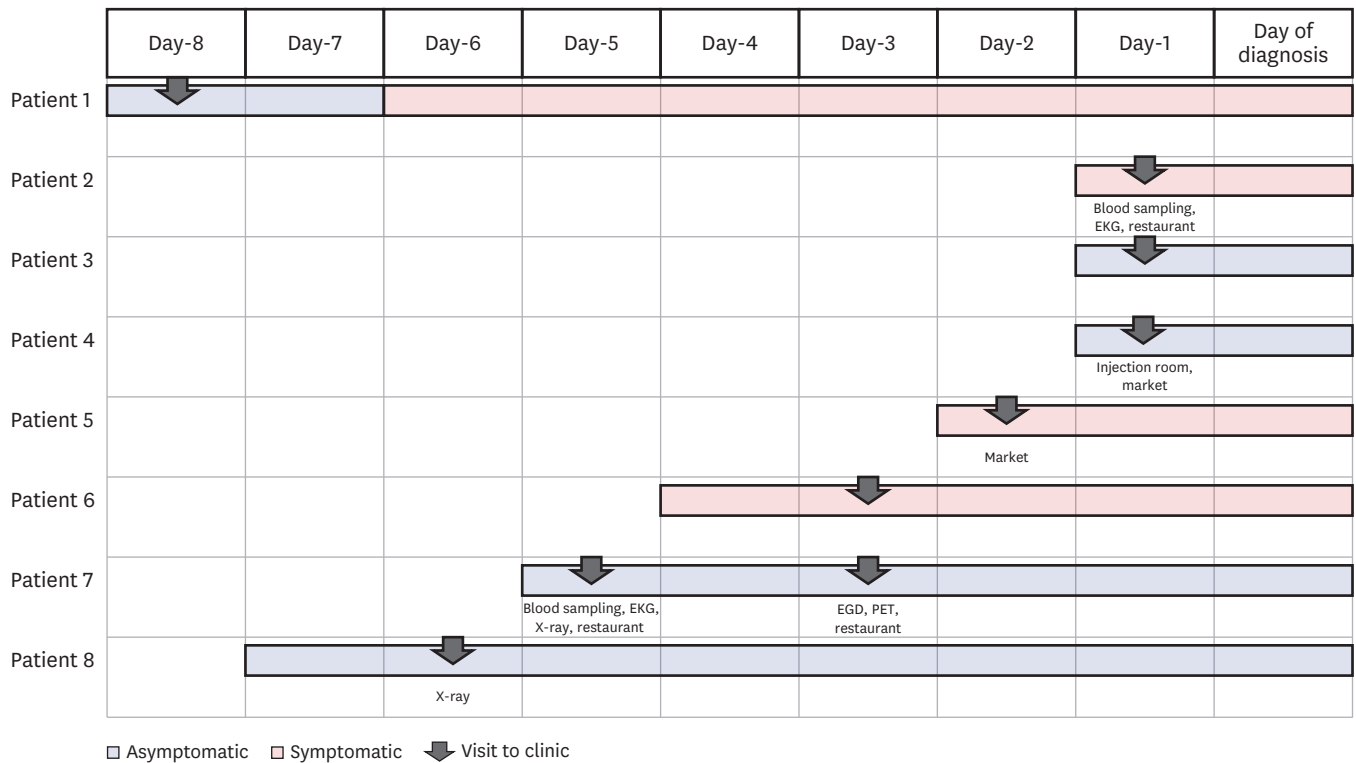 Day-8
Day-7
Day-6
Day-5
Day-4
Day-3
Day-2
Day-1
Day of
diagnosis
Patient 1
Patient 2
Blood sampling,
EKG, restaurant
Patient 3
Patient 4
Injection room,
market
Patient 5
Market
Patient 6
Patient 7
Blood sampling, EKG,
X-ray, restaurant
EGD, PET,
restaurant
Patient 8
X-ray
Asymptomatic
Symptomatic
Visit to clinic